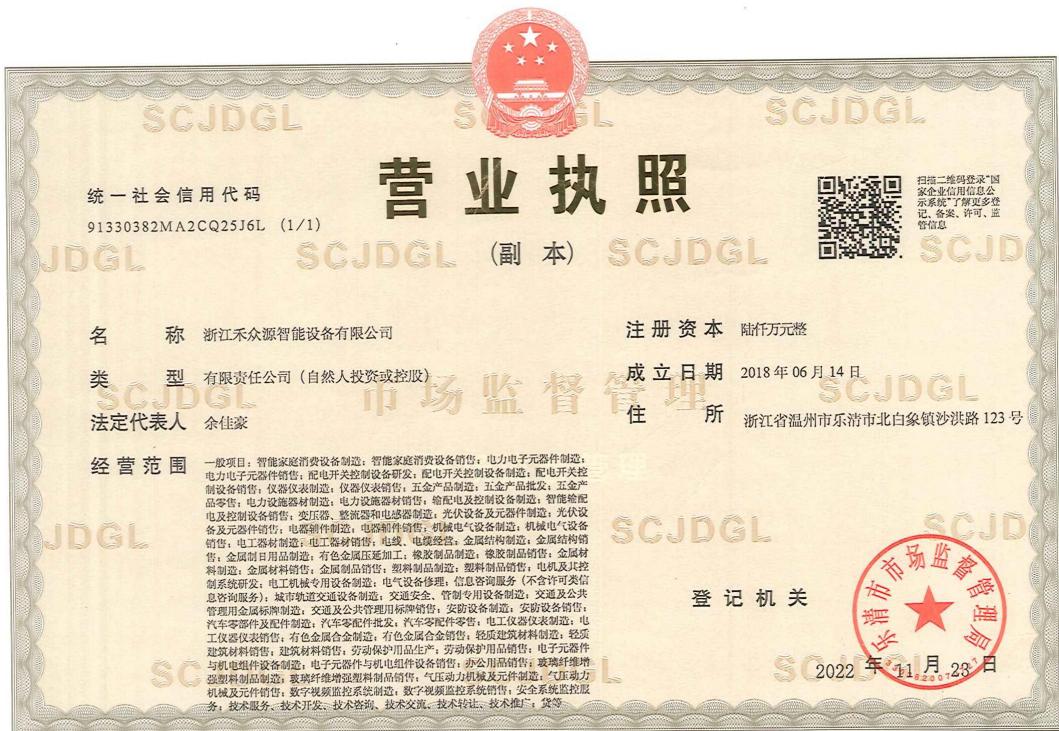 营业执照
(副 本)
统一社会信用代码
91330382MA2CQ25J6L (1/1)
扫描二维码登录“国
家企业信用信息公
示系统”了解更多登
记、备案、许可、监
管信息
名 称 浙江禾众源智能设备有限公司
类 型 有限责任公司（自然人投资或控股）
法定代表人 余佳豪
注册资本 陆仟万元整
成立日期 2018 年 06 月 14 日
住 所 浙江省温州市乐清市北白象镇沙洪路 123 号
经营范围 一般项目：智能家庭消费设备制造；智能家庭消费设备销售；电力电子元器件制造；
电力电子元器件销售；配电开关控制设备研发；配电开关控制设备制造；配电开关控
制设备销售；仪器仪表制造；仪器仪表销售；五金产品制造；五金产品批发；五金产
品零售；电力设施器材制造；电力设施器材销售；输配电及控制设备制造；智能输配
电及控制设备销售；变压器、整流器和电感器制造；光伏设备及元器件制造；光伏设
备及元器件销售；电器辅件制造；电器辅件销售；机械电气设备制造；机械电气设备
销售；电工器材制造；电工器材销售；电线、电缆经营；金属结构制造；金属结构销
售；金属制日用品制造；有色金属压延加工；橡胶制品制造；橡胶制品销售；金属材
料制造；金属材料销售；金属制品销售；塑料制品制造；塑料制品销售；电机及其控
制系统研发；电工机械专用设备制造；电气设备修理；信息咨询服务（不含许可类信
息咨询服务）；城市轨道交通设备制造；交通安全、管制专用设备制造；交通及公共
管理用金属标牌制造；交通及公共管理用标牌销售；安防设备制造；安防设备销售；
汽车零部件及配件制造；汽车零配件批发；汽车零配件零售；电工仪器仪表制造；电
工仪器仪表销售；有色金属合金制造；有色金属合金销售；轻质建筑材料制造；轻质
建筑材料销售；建筑材料销售；劳动保护用品生产；劳动保护用品销售；电子元器件
与机电组件设备制造；电子元器件与机电组件设备销售；办公用品销售；玻璃纤维增
强塑料制品制造；玻璃纤维增强塑料制品销售；气压动力机械及元件制造；气压动力
机械及元件销售；数字视频监控系统制造；数字视频监控系统销售；安全系统监控服
务；技术服务、技术开发、技术咨询、技术交流、技术转让、技术推广；货等
登记机关
乐清市市场监督管理局
2022 年 11 月 23 日
SCJDGL
市场监督管理